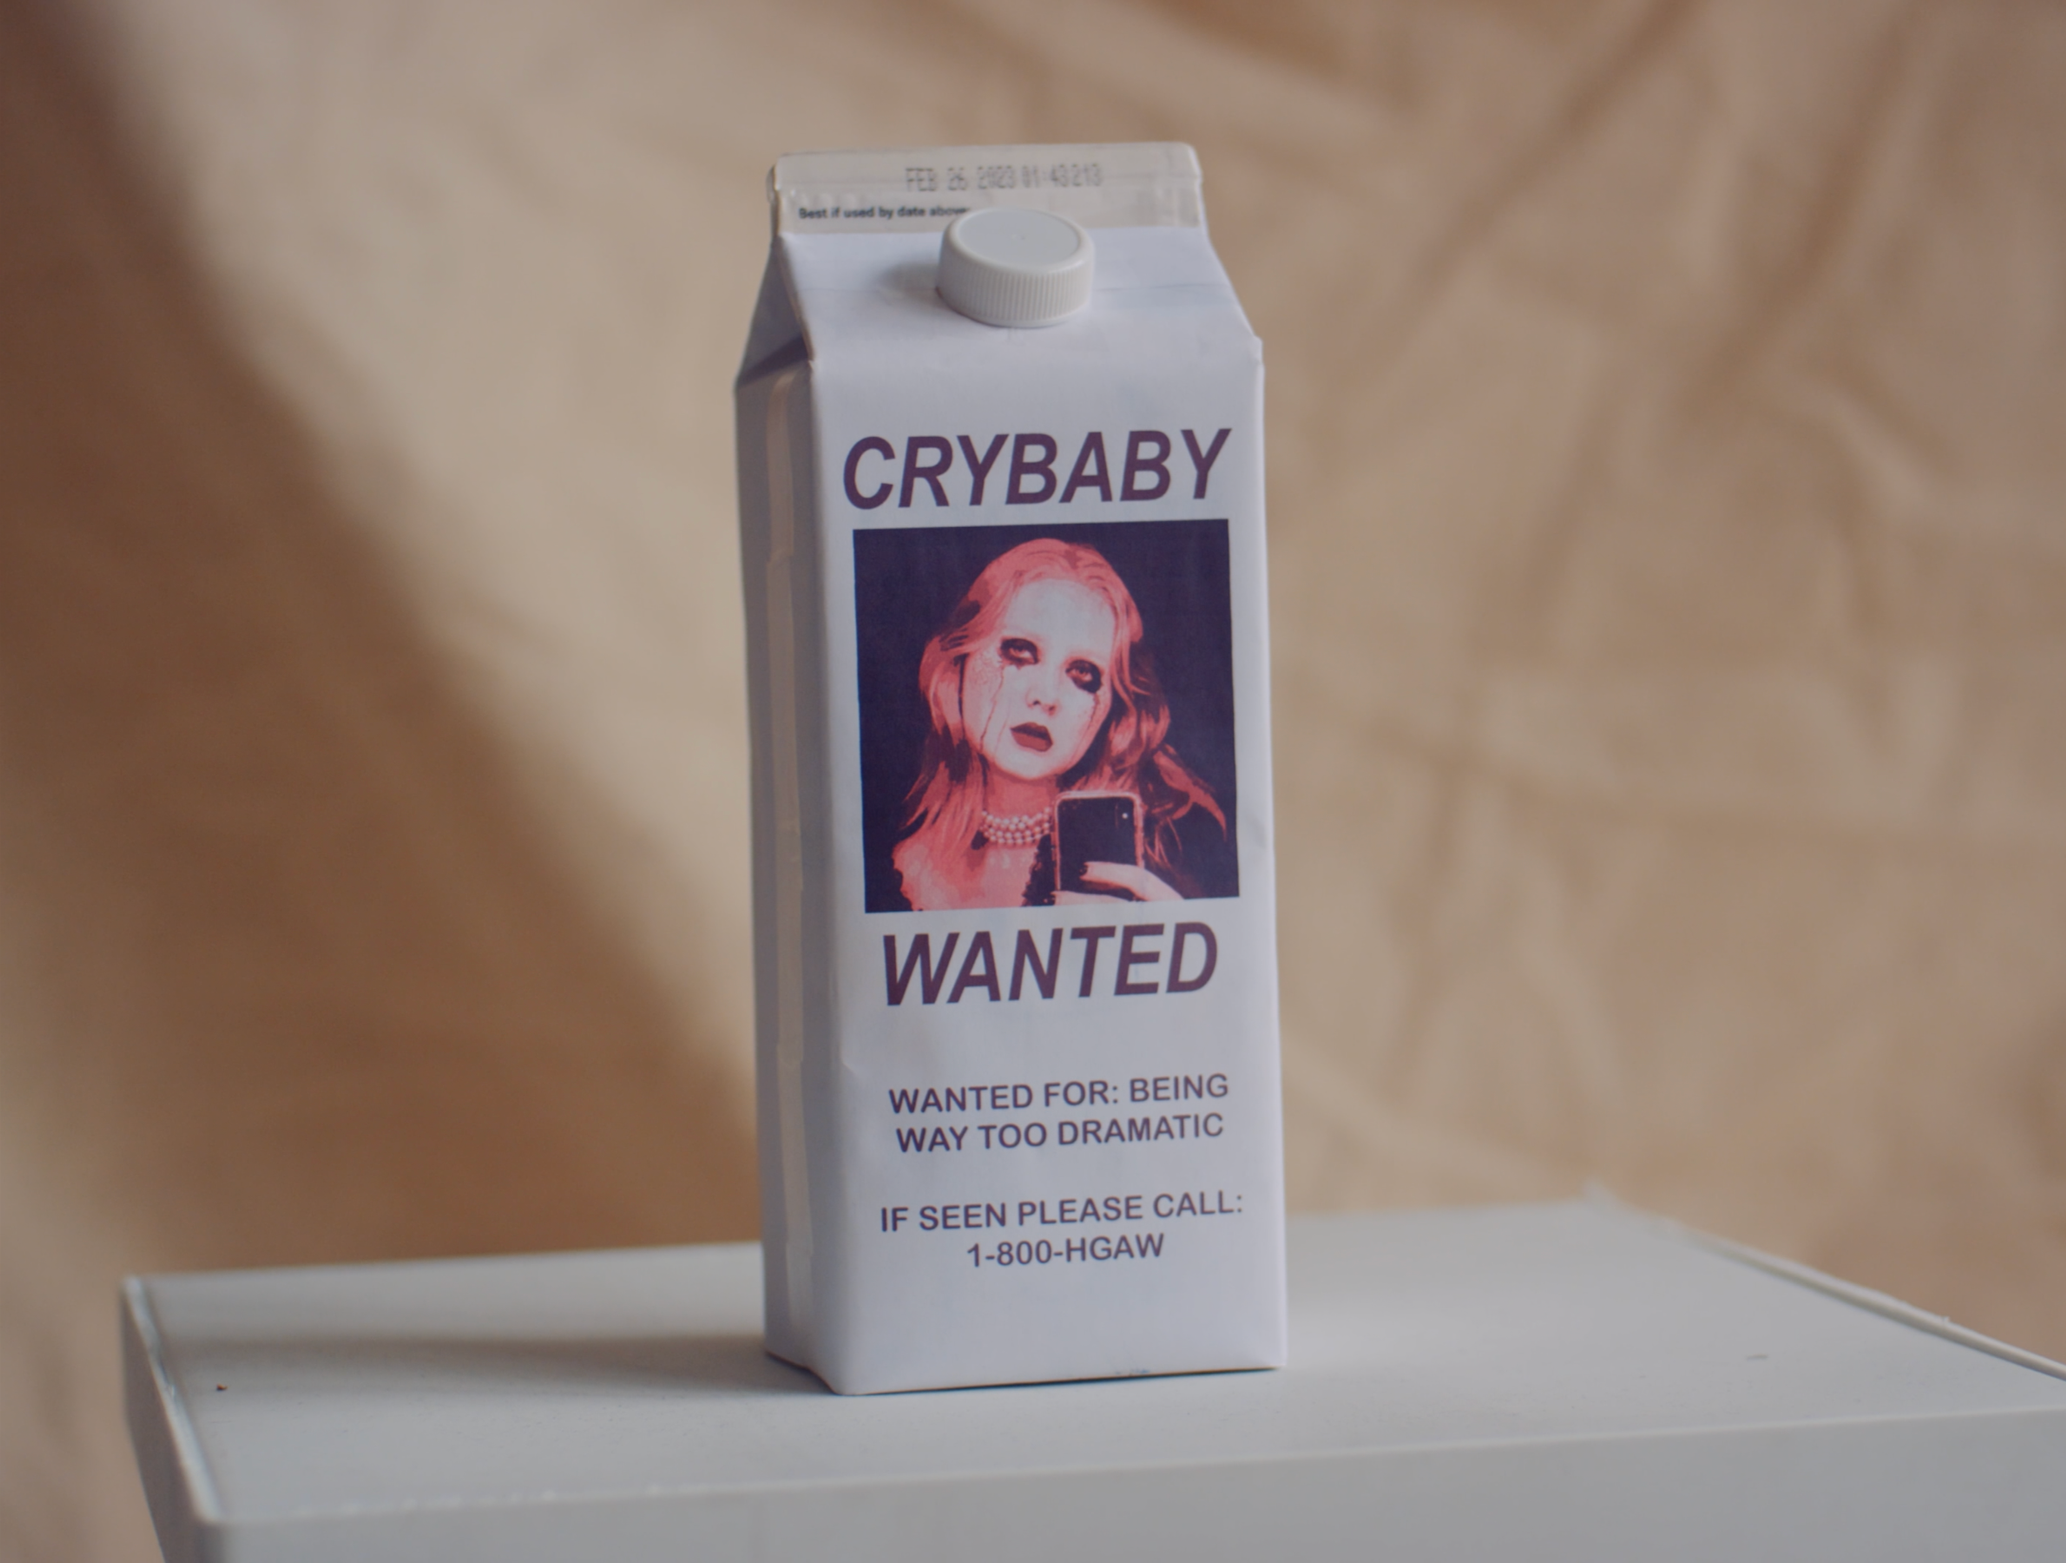 FEB 26 2023 01:43213
Best if used by date above
CRYBABY
WANTED
WANTED FOR: BEING
WAY TOO DRAMATIC
IF SEEN PLEASE CALL:
1-800-HGAW